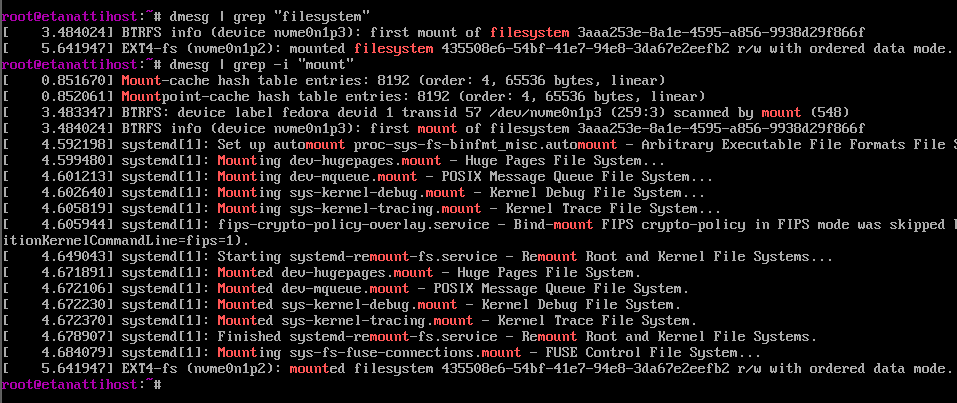 root@etanattihost:~# dmesg | grep "filesystem"
[    3.484024] BTRFS info (device nvme0n1p3): first mount of filesystem 3aaa253e-8a1e-4595-a856-9938d29f866f
[    5.641947] EXT4-fs (nvme0n1p2): mounted filesystem 435508e6-54bf-41e7-94e8-3da67e2eefb2 r/w with ordered data mode.
root@etanattihost:~# dmesg | grep -i "mount"
[    0.851670] Mount-cache hash table entries: 8192 (order: 4, 65536 bytes, linear)
[    0.852061] Mountpoint-cache hash table entries: 8192 (order: 4, 65536 bytes, linear)
[    3.483347] BTRFS: device label fedora devid 1 transid 57 /dev/nvme0n1p3 (259:3) scanned by mount (548)
[    3.484024] BTRFS info (device nvme0n1p3): first mount of filesystem 3aaa253e-8a1e-4595-a856-9938d29f866f
[    4.592198] systemd[1]: Set up automount proc-sys-fs-binfmt_misc.automount - Arbitrary Executable File Formats File S
[    4.599480] systemd[1]: Mounting dev-hugepages.mount - Huge Pages File System...
[    4.601213] systemd[1]: Mounting dev-mqueue.mount - POSIX Message Queue File System...
[    4.602640] systemd[1]: Mounting sys-kernel-debug.mount - Kernel Debug File System...
[    4.605819] systemd[1]: Mounting sys-kernel-tracing.mount - Kernel Trace File System...
[    4.605944] systemd[1]: fips-crypto-policy-overlay.service - Bind-mount FIPS crypto-policy in FIPS mode was skipped
itionKernelCommandLine=fips=1).
[    4.649043] systemd[1]: Starting systemd-remount-fs.service - Remount Root and Kernel File Systems...
[    4.671891] systemd[1]: Mounted dev-hugepages.mount - Huge Pages File System.
[    4.672106] systemd[1]: Mounted dev-mqueue.mount - POSIX Message Queue File System.
[    4.672230] systemd[1]: Mounted sys-kernel-debug.mount - Kernel Debug File System.
[    4.672370] systemd[1]: Mounted sys-kernel-tracing.mount - Kernel Trace File System.
[    4.678907] systemd[1]: Finished systemd-remount-fs.service - Remount Root and Kernel File Systems.
[    4.684079] systemd[1]: Mounting sys-fs-fuse-connections.mount - FUSE Control File System...
[    5.641947] EXT4-fs (nvme0n1p2): mounted filesystem 435508e6-54bf-41e7-94e8-3da67e2eefb2 r/w with ordered data mode.
root@etanattihost:~#